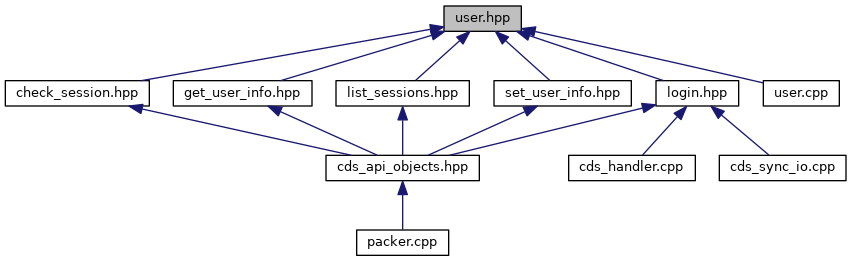 user.hpp
check_session.hpp
get_user_info.hpp
list_sessions.hpp
set_user_info.hpp
login.hpp
user.cpp
cds_api_objects.hpp
cds_handler.cpp
cds_sync_io.cpp
packer.cpp